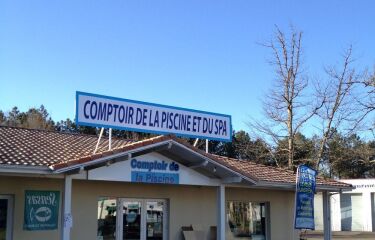 COMPTOIR DE LA PISCINE ET DU SPA
Comptoir de
la Piscine